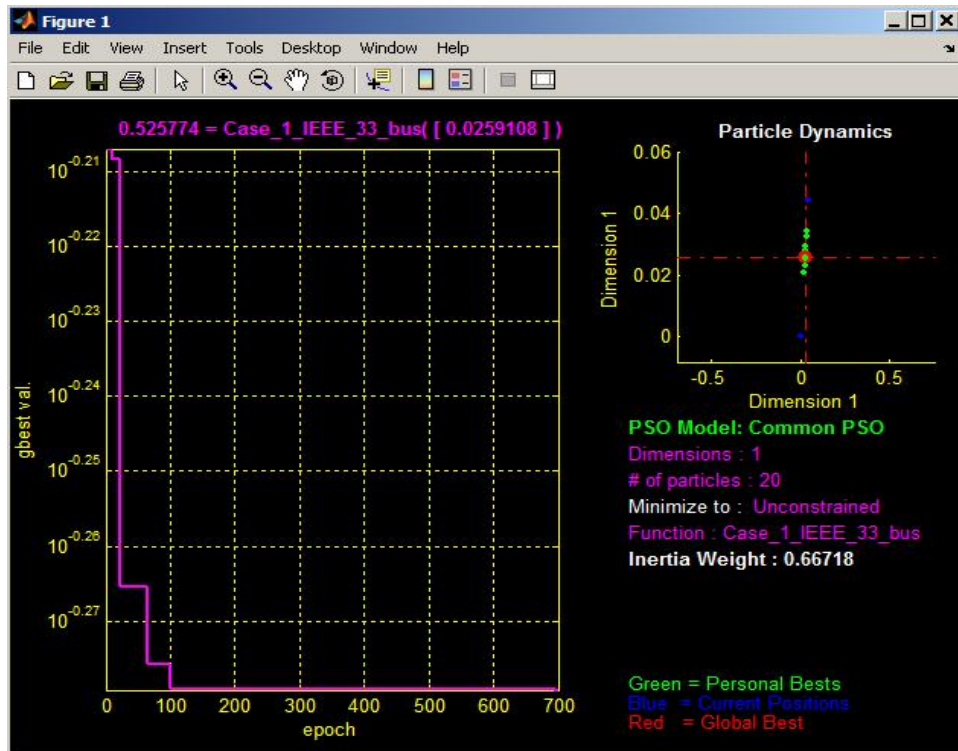 Figure 1
File Edit View Insert Tools Desktop Window Help
0.525774 = Case_1_IEEE_33_bus( [ 0.0259108 ] )
10^-0.21
10^-0.22
10^-0.23
10^-0.24
10^-0.25
10^-0.26
10^-0.27
gbest val.
0 100 200 300 400 500 600 700
epoch
Particle Dynamics
0.06
0.04
0.02
0
Dimension 1
-0.5 0 0.5
Dimension 1
PSO Model: Common PSO
Dimensions : 1
# of particles : 20
Minimize to : Unconstrained
Function : Case_1_IEEE_33_bus
Inertia Weight : 0.66718
Green = Personal Bests
Blue = Current Positions
Red = Global Best